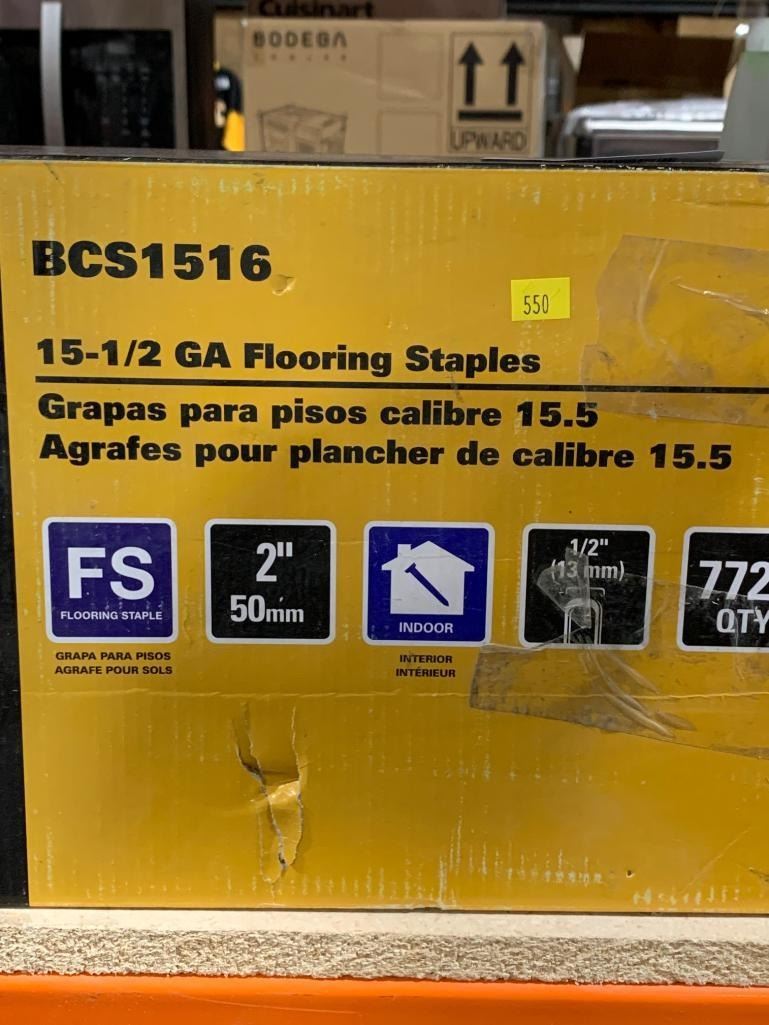 Cuisinart
BODEGA
COOLER
UPWARD
BCS1516
550
15-1/2 GA Flooring Staples
Grapas para pisos calibre 15.5
Agrafes pour plancher de calibre 15.5
FS
FLOORING STAPLE
GRAPA PARA PISOS
AGRAFE POUR SOLS
2"
50mm
INDOOR
INTERIOR
INTÉRIEUR
1/2"
(13 mm)
772
QTY